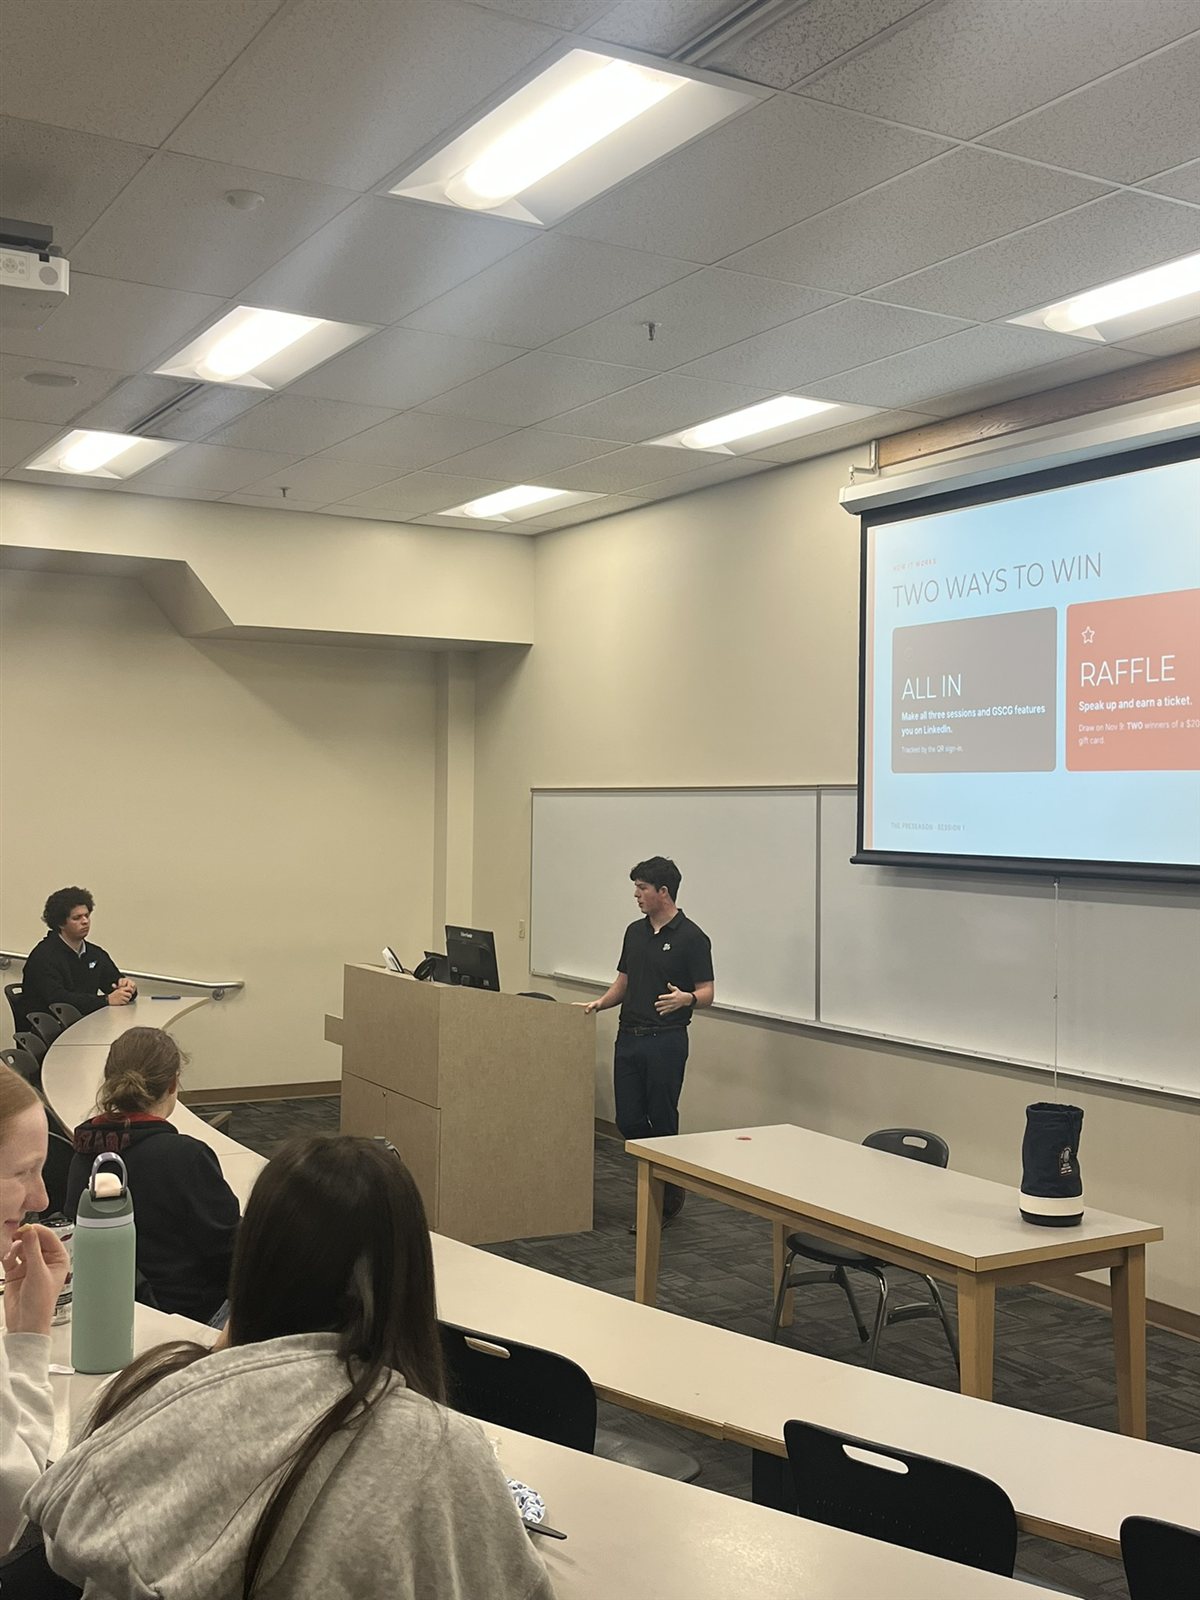 HOW IT WORKS
TWO WAYS TO WIN
ALL IN
Make all three sessions and GSCG features
you on LinkedIn.
Tracked by the QR sign-in.
RAFFLE
Speak up and earn a ticket.
Draw on Nov 9: TWO winners of a $20
gift card.
THE PRESEASON SESSION 1